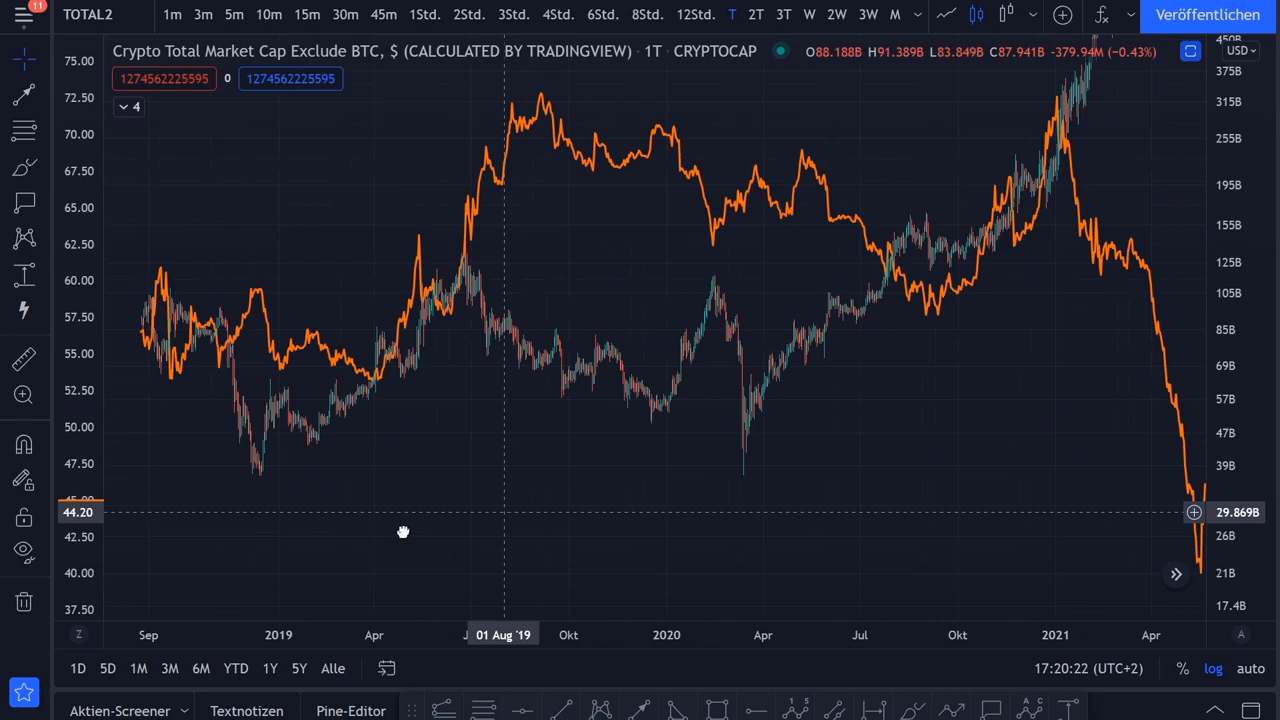 11
TOTAL2 1m 3m 5m 10m 15m 30m 45m 1Std. 2Std. 3Std. 4Std. 6Std. 8Std. 12Std. T 2T 3T W 2W 3W M Veröffentlichen
Crypto Total Market Cap Exclude BTC, $ (CALCULATED BY TRADINGVIEW) · 1T · CRYPTOCAP O88.188B H91.389B L83.849B C87.941B -379.94M (-0.43%)
USD
1274562225595 0 1274562225595
4
75.00
72.50
70.00
67.50
65.00
62.50
60.00
57.50
55.00
52.50
50.00
47.50
45.00
44.20
42.50
40.00
37.50
450B
375B
315B
255B
195B
155B
125B
105B
85B
69B
57B
47B
39B
29.869B
26B
21B
17.4B
Z Sep 2019 Apr 01 Aug '19 Okt 2020 Apr Jul Okt 2021 Apr A
1D 5D 1M 3M 6M YTD 1Y 5Y Alle 17:20:22 (UTC+2) % log auto
Aktien-Screener Textnotizen Pine-Editor